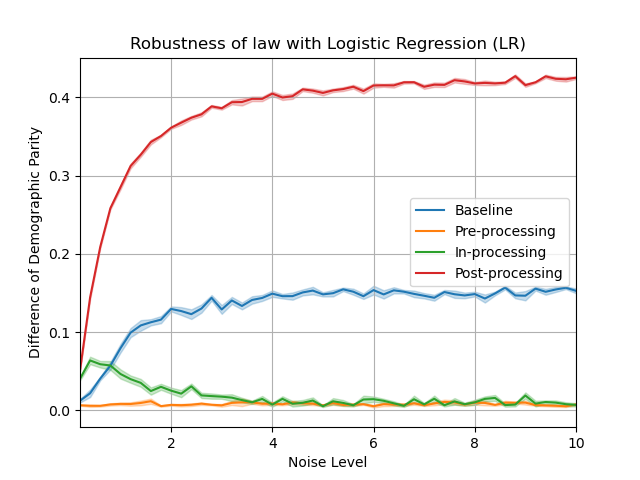 Robustness of law with Logistic Regression (LR)
Difference of Demographic Parity
0.4
0.3
0.2
0.1
0.0
Baseline
Pre-processing
In-processing
Post-processing
2
4
6
8
10
Noise Level